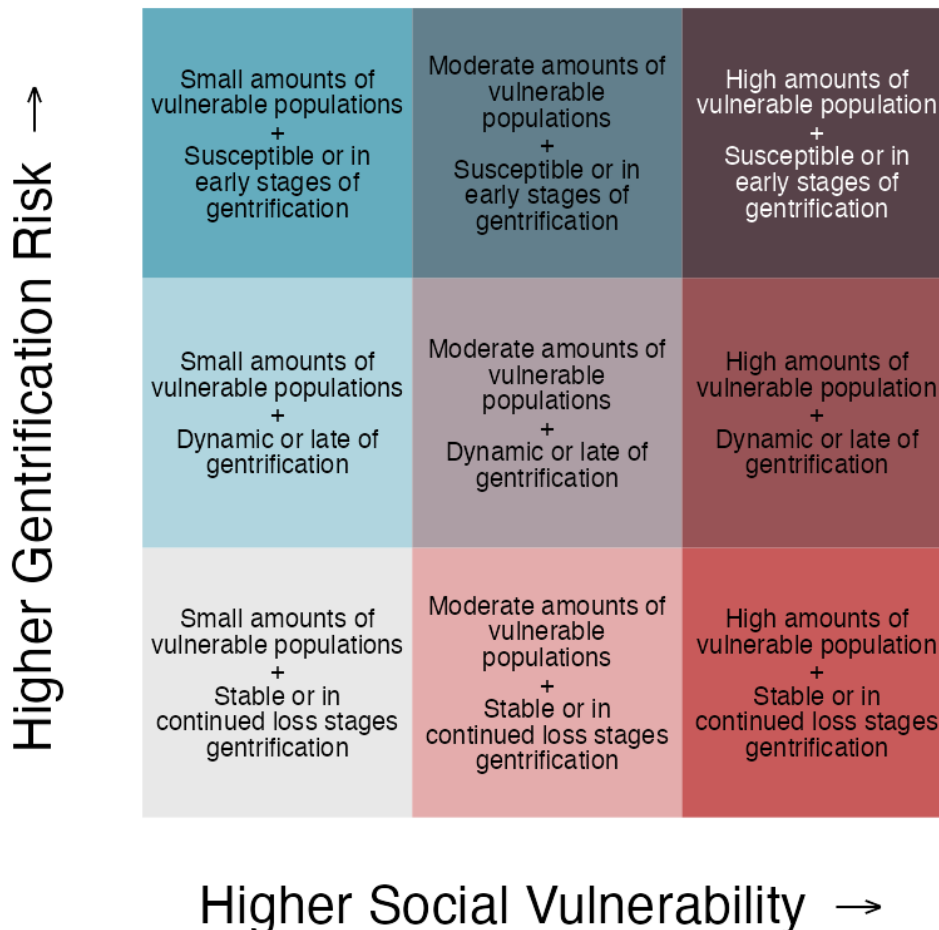 Higher Gentrification Risk →
Small amounts of
vulnerable populations
+
Susceptible or in
early stages of
gentrification
Moderate amounts of
vulnerable
populations
+
Susceptible or in
early stages of
gentrification
High amounts of
vulnerable population
+
Susceptible or in
early stages of
gentrification
Small amounts of
vulnerable populations
+
Dynamic or late of
gentrification
Moderate amounts of
vulnerable
populations
+
Dynamic or late of
gentrification
High amounts of
vulnerable population
+
Dynamic or late of
gentrification
Small amounts of
vulnerable populations
+
Stable or in
continued loss stages
gentrification
Moderate amounts of
vulnerable
populations
+
Stable or in
continued loss stages
gentrification
High amounts of
vulnerable population
+
Stable or in
continued loss stages
gentrification
Higher Social Vulnerability →